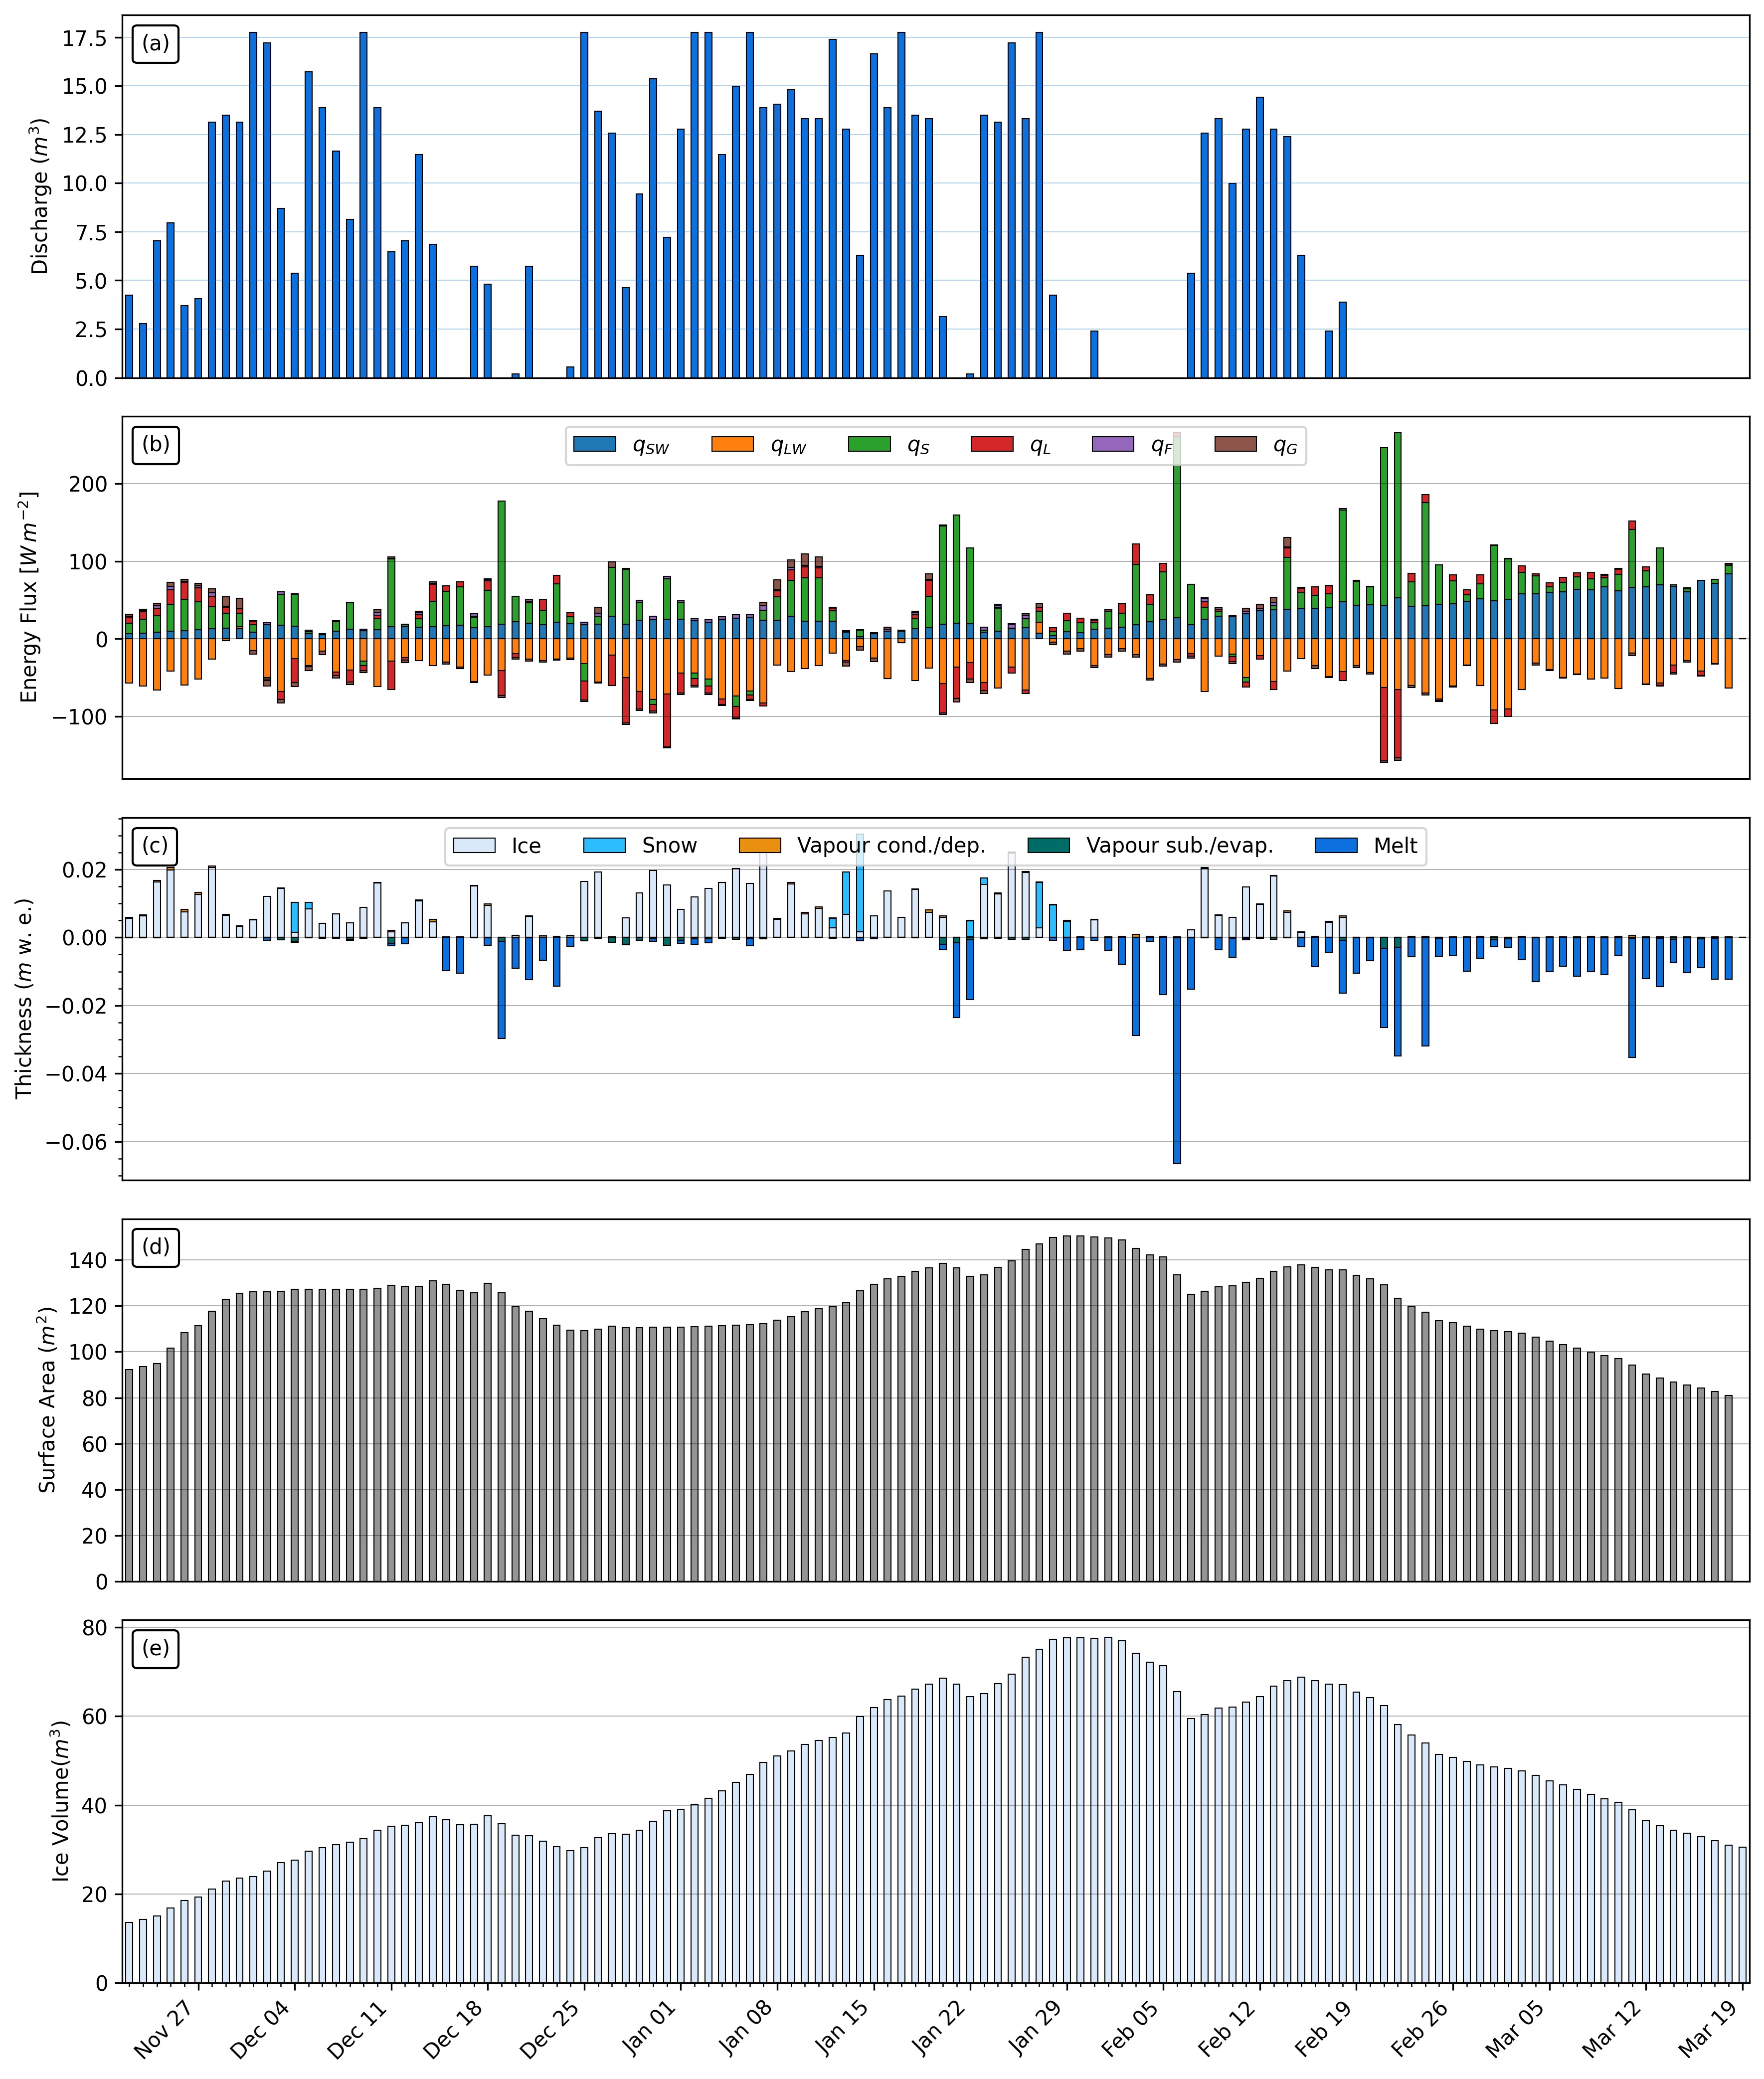 (a)
17.5
15.0
12.5
10.0
7.5
5.0
2.5
0.0
Discharge (m³)
(b)
q_SW q_LW q_S q_L q_F q_G
200
100
0
−100
Energy Flux [W m⁻²]
(c)
Ice Snow Vapour cond./dep. Vapour sub./evap. Melt
0.02
0.00
−0.02
−0.04
−0.06
Thickness (m w. e.)
(d)
140
120
100
80
60
40
20
0
Surface Area (m²)
(e)
80
60
40
20
0
Ice Volume(m³)
Nov 27 Dec 04 Dec 11 Dec 18 Dec 25 Jan 01 Jan 08 Jan 15 Jan 22 Jan 29 Feb 05 Feb 12 Feb 19 Feb 26 Mar 05 Mar 12 Mar 19